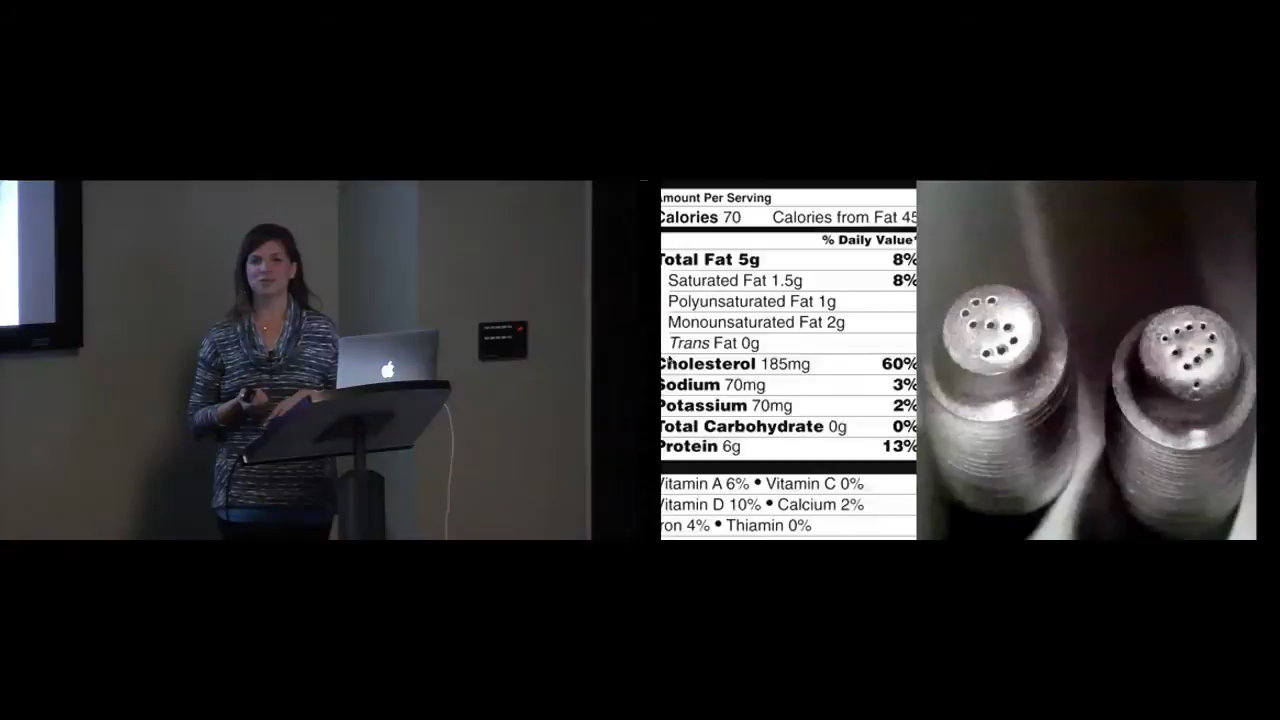 Amount Per Serving
Calories 70 Calories from Fat 45
% Daily Value*
Total Fat 5g 8%
Saturated Fat 1.5g 8%
Polyunsaturated Fat 1g
Monounsaturated Fat 2g
Trans Fat 0g
Cholesterol 185mg 60%
Sodium 70mg 3%
Potassium 70mg 2%
Total Carbohydrate 0g 0%
Protein 6g 13%
Vitamin A 6% • Vitamin C 0%
Vitamin D 10% • Calcium 2%
Iron 4% • Thiamin 0%